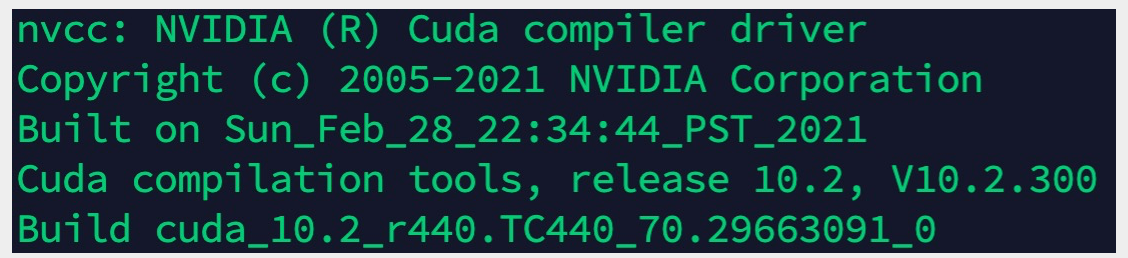 nvcc: NVIDIA (R) Cuda compiler driver
Copyright (c) 2005-2021 NVIDIA Corporation
Built on Sun_Feb_28_22:34:44_PST_2021
Cuda compilation tools, release 10.2, V10.2.300
Build cuda_10.2_r440.TC440_70.29663091_0